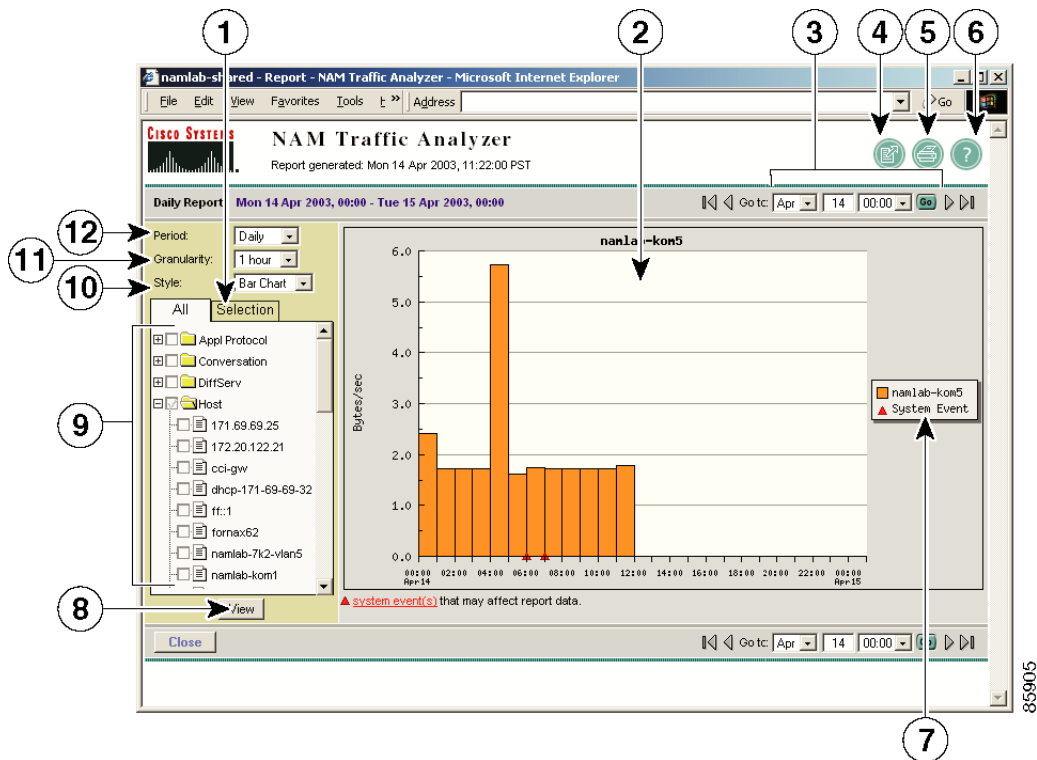 1 2 3 4 5 6
namlab-shared - Report - NAM Traffic Analyzer - Microsoft Internet Explorer
File Edit View Favorites Tools Address Go
CISCO SYSTEMS
NAM Traffic Analyzer
Report generated: Mon 14 Apr 2003, 11:22:00 PST
Daily Report Mon 14 Apr 2003, 00:00 - Tue 15 Apr 2003, 00:00 Go to: Apr 14 00:00 Go
12 Period: Daily
11 Granularity: 1 hour
10 Style: Bar Chart
All Selection
Appl Protocol
Conversation
DiffServ
Host
171.69.69.25
172.20.122.21
cci-gw
dhcp-171-69-69-32
ff::1
fornax62
namlab-7k2-vlan5
namlab-kom1
9
8 View
namlab-kom5
Bytes/sec
6.0
5.0
4.0
3.0
2.0
1.0
0.0
00:00 02:00 04:00 06:00 08:00 10:00 12:00 14:00 16:00 18:00 20:00 22:00 00:00
Apr14 Apr15
namlab-kom5
System Event
system event(s) that may affect report data.
Close Go to: Apr 14 00:00 Go
7
85905